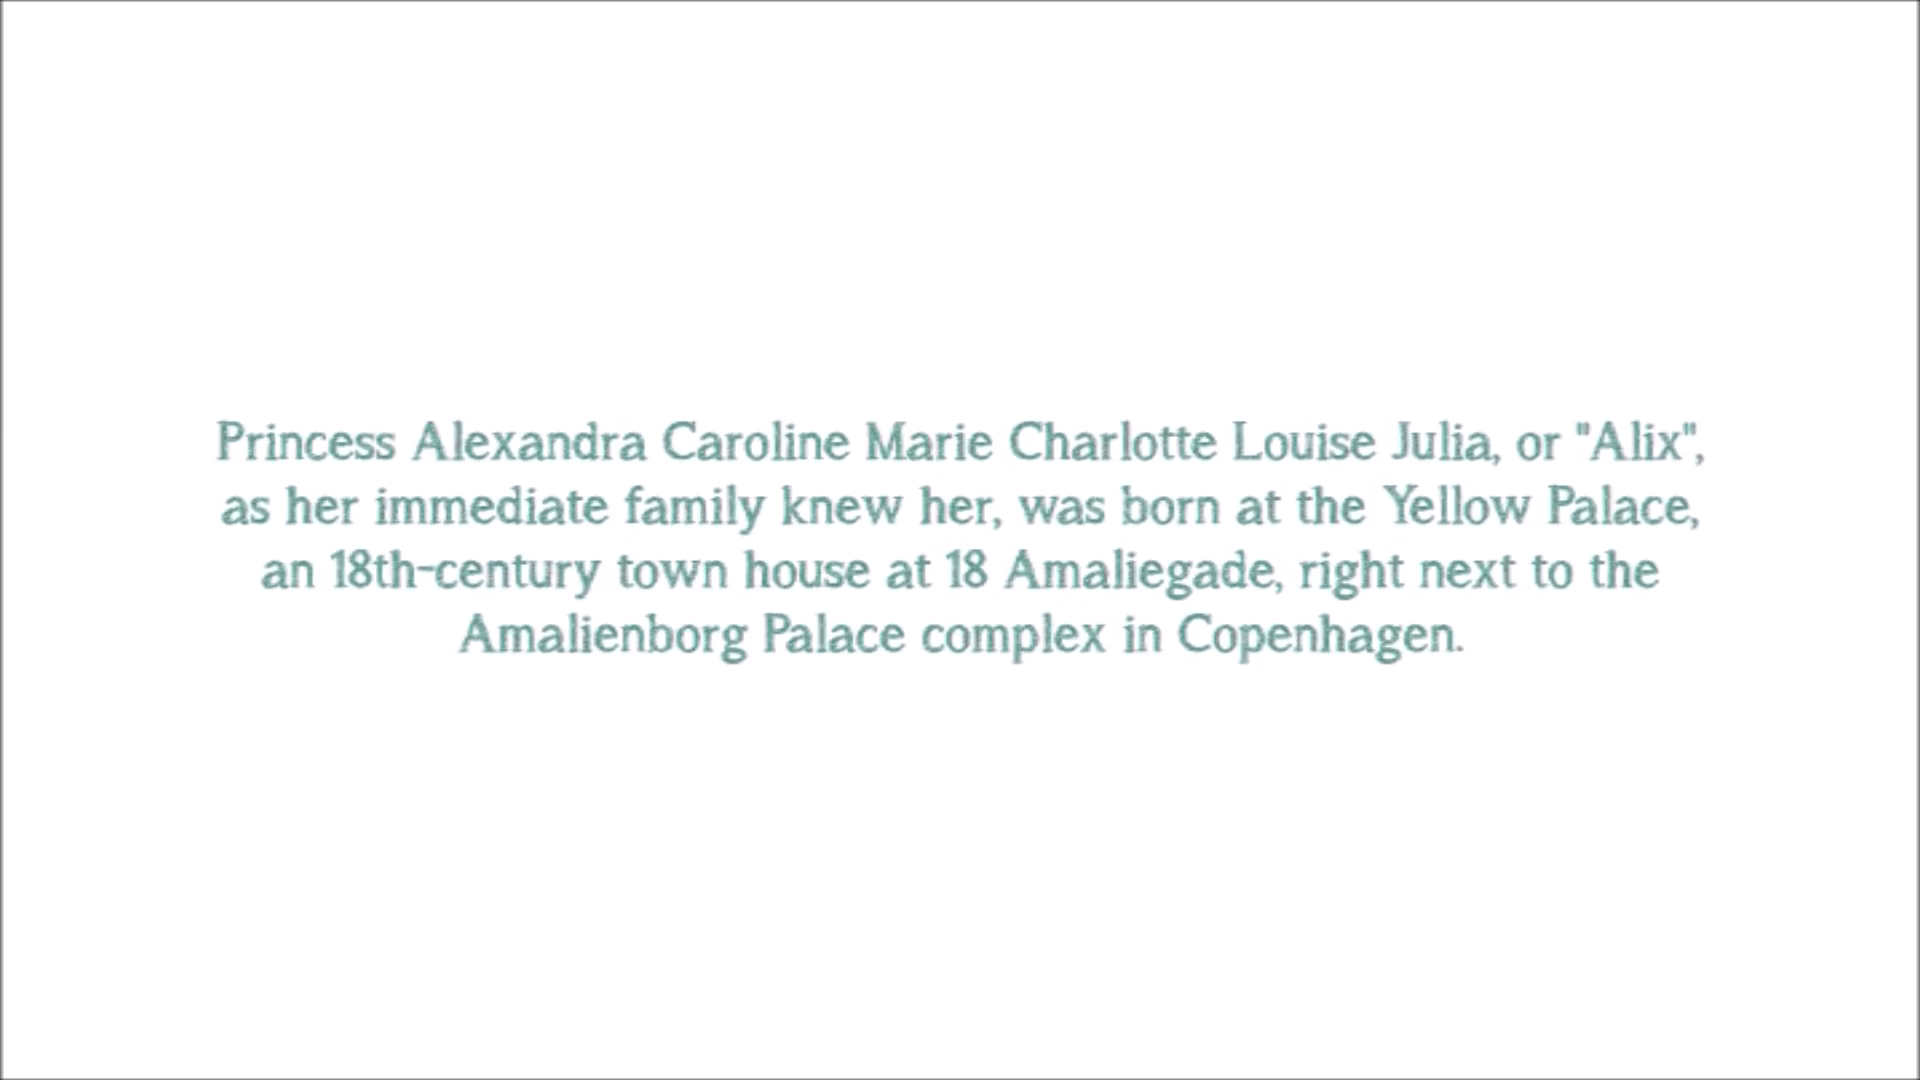 Princess Alexandra Caroline Marie Charlotte Louise Julia, or "Alix",
as her immediate family knew her, was born at the Yellow Palace,
an 18th-century town house at 18 Amaliegade, right next to the
Amalienborg Palace complex in Copenhagen.